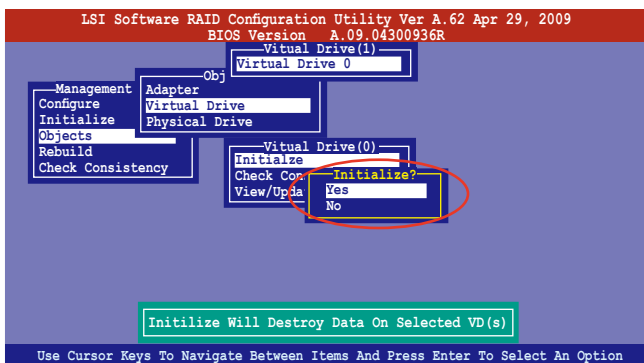 LSI Software RAID Configuration Utility Ver A.62 Apr 29, 2009
BIOS Version A.09.04300936R
Vitual Drive(1)
Virtual Drive 0
Obj
Adapter
Virtual Drive
Physical Drive
Management
Configure
Initialize
Objects
Rebuild
Check Consistency
Vitual Drive(0)
Initialze
Check Con
View/Upda
Initialize?
Yes
No
Initilize Will Destroy Data On Selected VD(s)
Use Cursor Keys To Navigate Between Items And Press Enter To Select An Option